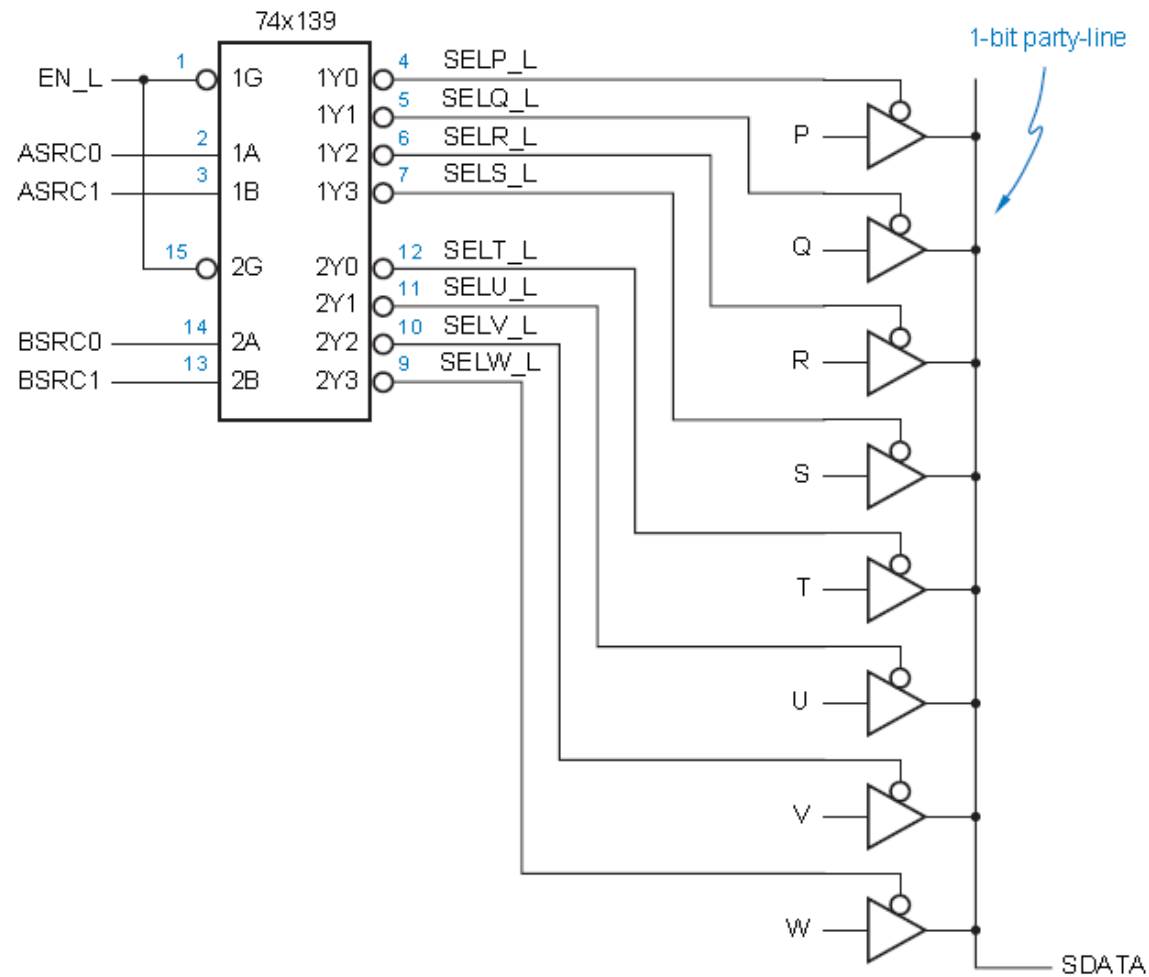 74x139
1-bit party-line
EN_L 1 1G 1Y0 4 SELP_L
1Y1 5 SELQ_L
P
ASRC0 2 1A 1Y2 6 SELR_L
ASRC1 3 1B 1Y3 7 SELS_L
Q
15 2G 2Y0 12 SELT_L
2Y1 11 SELU_L
BSRC0 14 2A 2Y2 10 SELV_L
R
BSRC1 13 2B 2Y3 9 SELW_L
S
T
U
V
W
SDATA